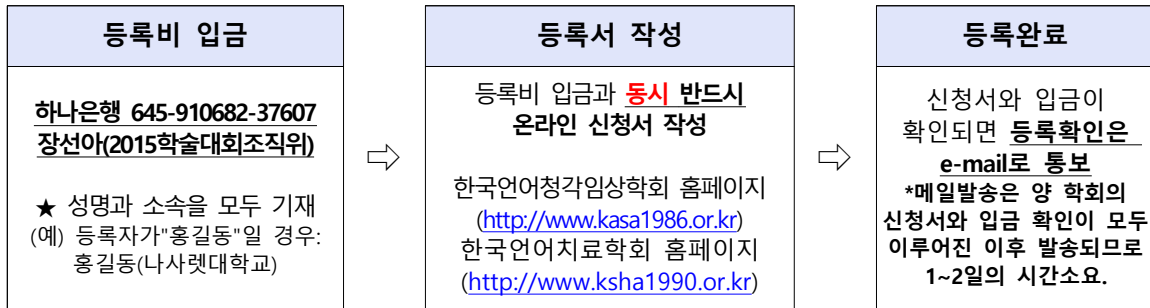 등록비 입금
하나은행 645-910682-37607
장선아(2015학술대회조직위)
★ 성명과 소속을 모두 기재
(예) 등록자가"홍길동"일 경우:
홍길동(나사렛대학교)
⇨
등록서 작성
등록비 입금과 동시 반드시
온라인 신청서 작성
한국언어청각임상학회 홈페이지
(http://www.kasa1986.or.kr)
한국언어치료학회 홈페이지
(http://www.ksha1990.or.kr)
⇨
등록완료
신청서와 입금이
확인되면 등록확인은
e-mail로 통보
*메일발송은 양 학회의
신청서와 입금 확인이 모두
이루어진 이후 발송되므로
1~2일의 시간소요.